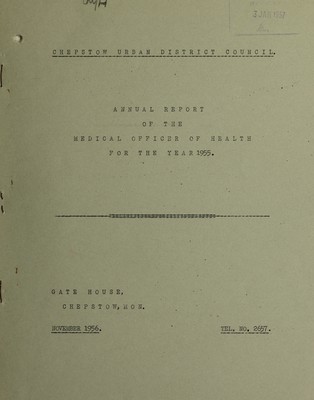 CHEPSTOW URBAN DISTRICT COUNCIL.
ANNUAL REPORT
OF THE
MEDICAL OFFICER OF HEALTH
FOR THE YEAR 1955.
GATE HOUSE,
CHEPSTOW, MON.
NOVEMBER 1956.
TEL. NO. 2657.